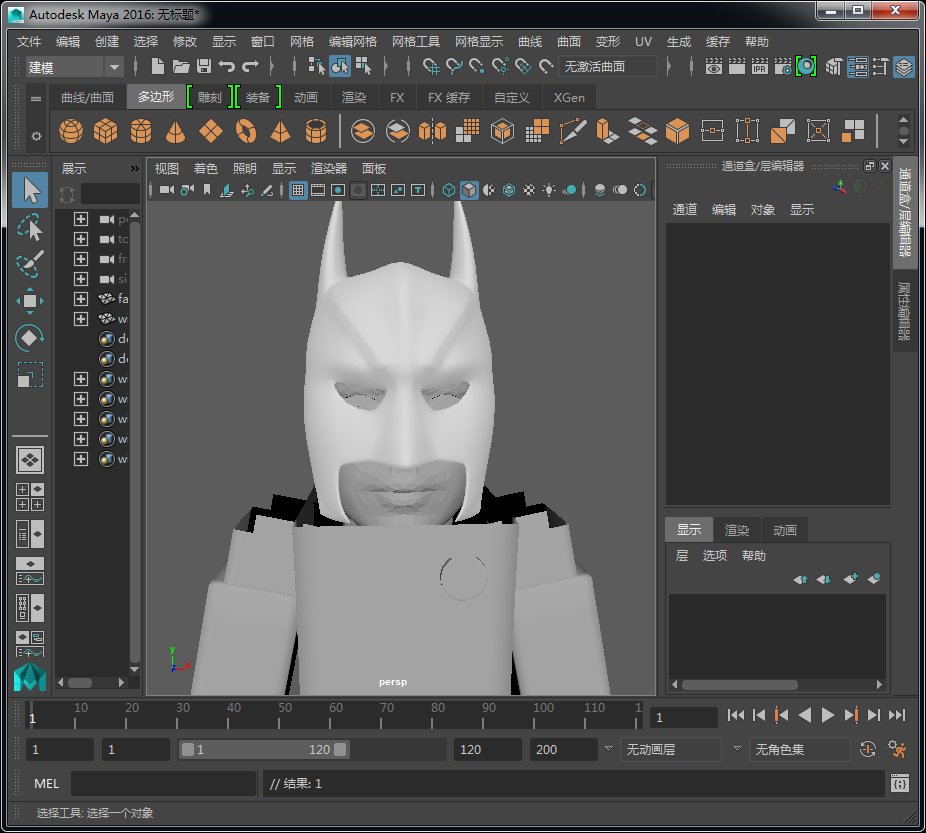 Autodesk Maya 2016: 无标题*
文件 编辑 创建 选择 修改 显示 窗口 网格 编辑网格 网格工具 网格显示 曲线 曲面 变形 UV 生成 缓存 帮助
建模 无激活曲面 IPR
曲线/曲面 多边形 雕刻 装备 动画 渲染 FX FX 缓存 自定义 XGen
展示 »
视图 着色 照明 显示 渲染器 面板
通道盒/层编辑器
通道 编辑 对象 显示
通道盒/层编辑器
属性编辑器
persp
y
x
显示 渲染 动画
层 选项 帮助
1 10 20 30 40 50 60 70 80 90 100 110 1
1
1 1 1 120 120 200 无动画层 无角色集
MEL // 结果: 1
选择工具: 选择一个对象